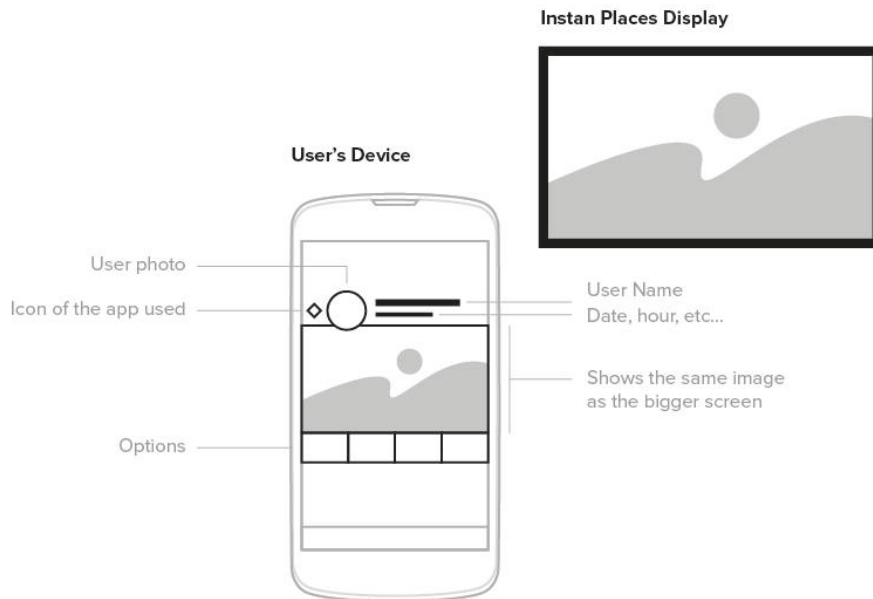 Instan Places Display
User's Device
User photo
Icon of the app used
User Name
Date, hour, etc...
Shows the same image
as the bigger screen
Options